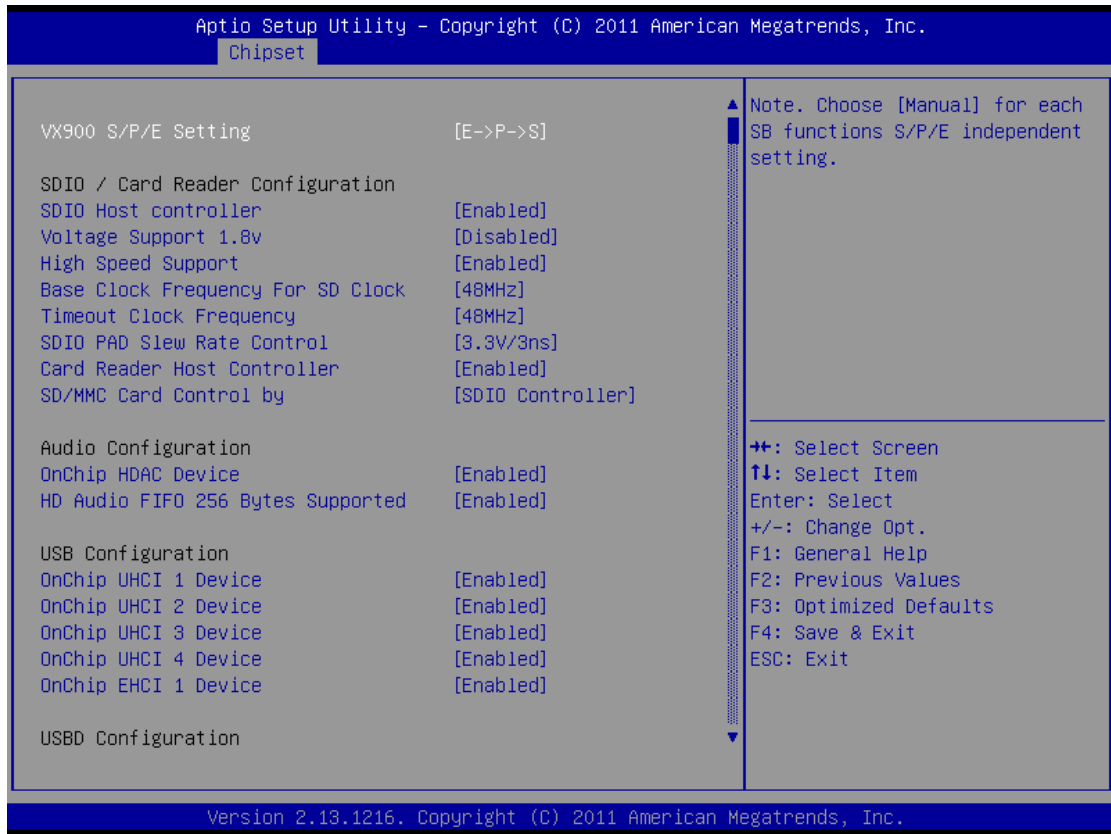 Aptio Setup Utility – Copyright (C) 2011 American Megatrends, Inc.
Chipset
VX900 S/P/E Setting [E->P->S]
SDIO / Card Reader Configuration
SDIO Host controller [Enabled]
Voltage Support 1.8v [Disabled]
High Speed Support [Enabled]
Base Clock Frequency For SD Clock [48MHz]
Timeout Clock Frequency [48MHz]
SDIO PAD Slew Rate Control [3.3V/3ns]
Card Reader Host Controller [Enabled]
SD/MMC Card Control by [SDIO Controller]
Audio Configuration
OnChip HDAC Device [Enabled]
HD Audio FIFO 256 Bytes Supported [Enabled]
USB Configuration
OnChip UHCI 1 Device [Enabled]
OnChip UHCI 2 Device [Enabled]
OnChip UHCI 3 Device [Enabled]
OnChip UHCI 4 Device [Enabled]
OnChip EHCI 1 Device [Enabled]
USBD Configuration
Note. Choose [Manual] for each
SB functions S/P/E independent
setting.
→←: Select Screen
↑↓: Select Item
Enter: Select
+/-: Change Opt.
F1: General Help
F2: Previous Values
F3: Optimized Defaults
F4: Save & Exit
ESC: Exit
Version 2.13.1216. Copyright (C) 2011 American Megatrends, Inc.